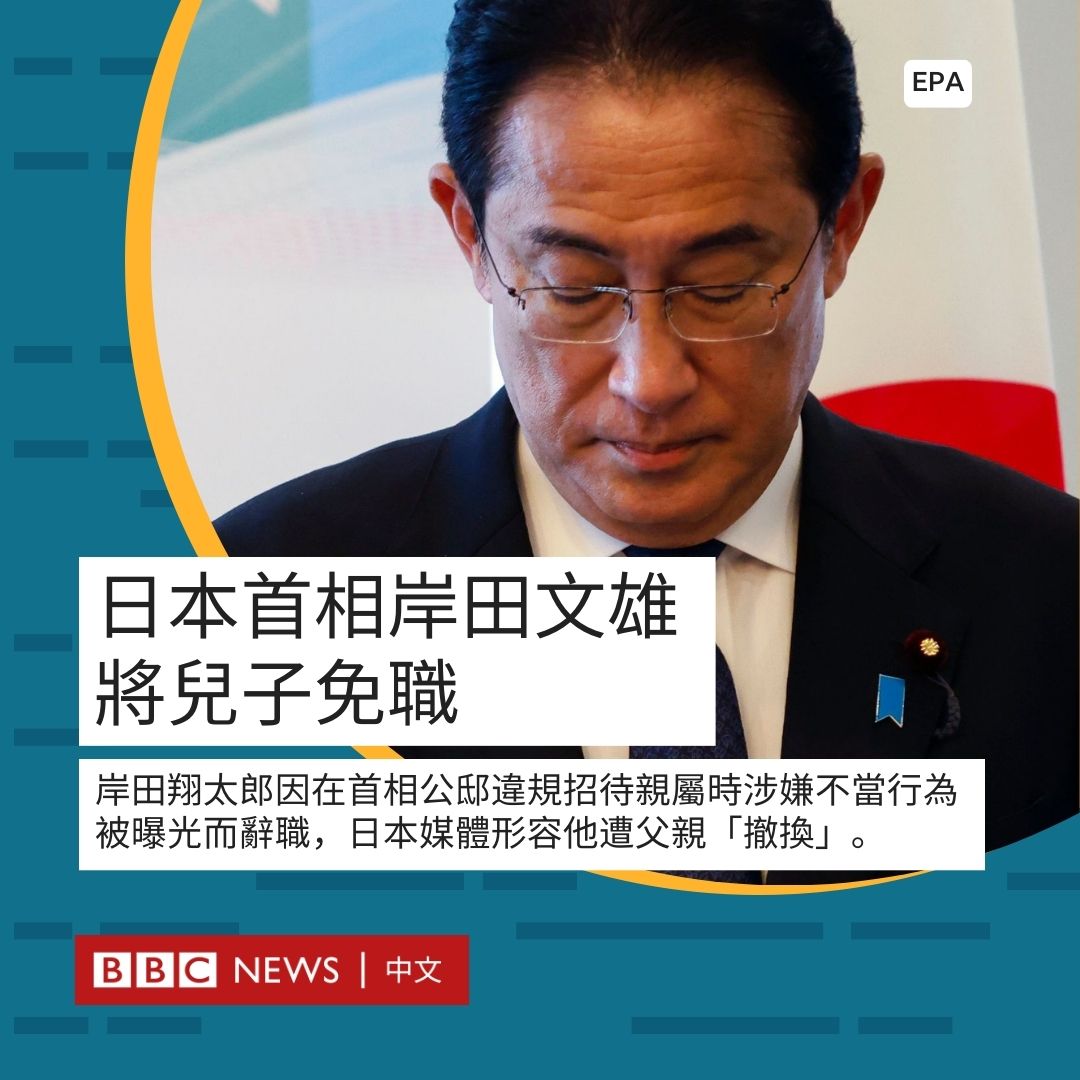 EPA
日本首相岸田文雄
將兒子免職
岸田翔太郎因在首相公邸違規招待親屬時涉嫌不當行為
被曝光而辭職，日本媒體形容他遭父親「撤換」。
BBC NEWS | 中文